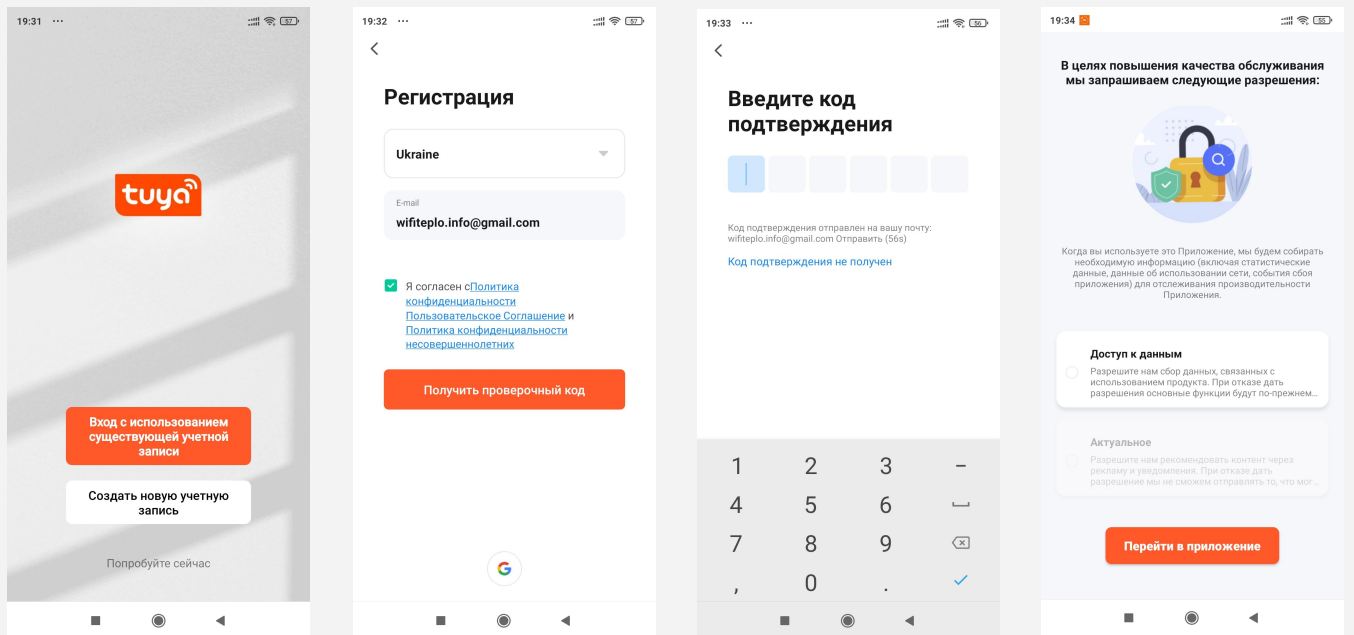 19:31 ...
57
tuya
Вход с использованием
существующей учетной
записи
Создать новую учетную
запись
Попробуйте сейчас
19:32 ...
57
Регистрация
Ukraine
E-mail
wifiteplo.info@gmail.com
Я согласен сПолитика
конфиденциальности
Пользовательское Соглашение и
Политика конфиденциальности
несовершеннолетних
Получить проверочный код
G
19:33 ...
56
Введите код
подтверждения
Код подтверждения отправлен на вашу почту:
wifiteplo.info@gmail.com Отправить (56s)
Код подтверждения не получен
1 2 3 –
4 5 6
7 8 9
, 0 .
19:34
55
В целях повышения качества обслуживания
мы запрашиваем следующие разрешения:
Когда вы используете это Приложение, мы будем собирать
необходимую информацию (включая статистические
данные, данные об использовании сети, события сбоя
приложения) для отслеживания производительности
Приложения.
Доступ к данным
Разрешите нам сбор данных, связанных с
использованием продукта. При отказе дать
разрешения основные функции будут по-прежнем...
Актуальное
Разрешите нам рекомендовать контент через
рекламу и уведомления. При отказе дать
разрешение мы не сможем отправлять то, что мог...
Перейти в приложение